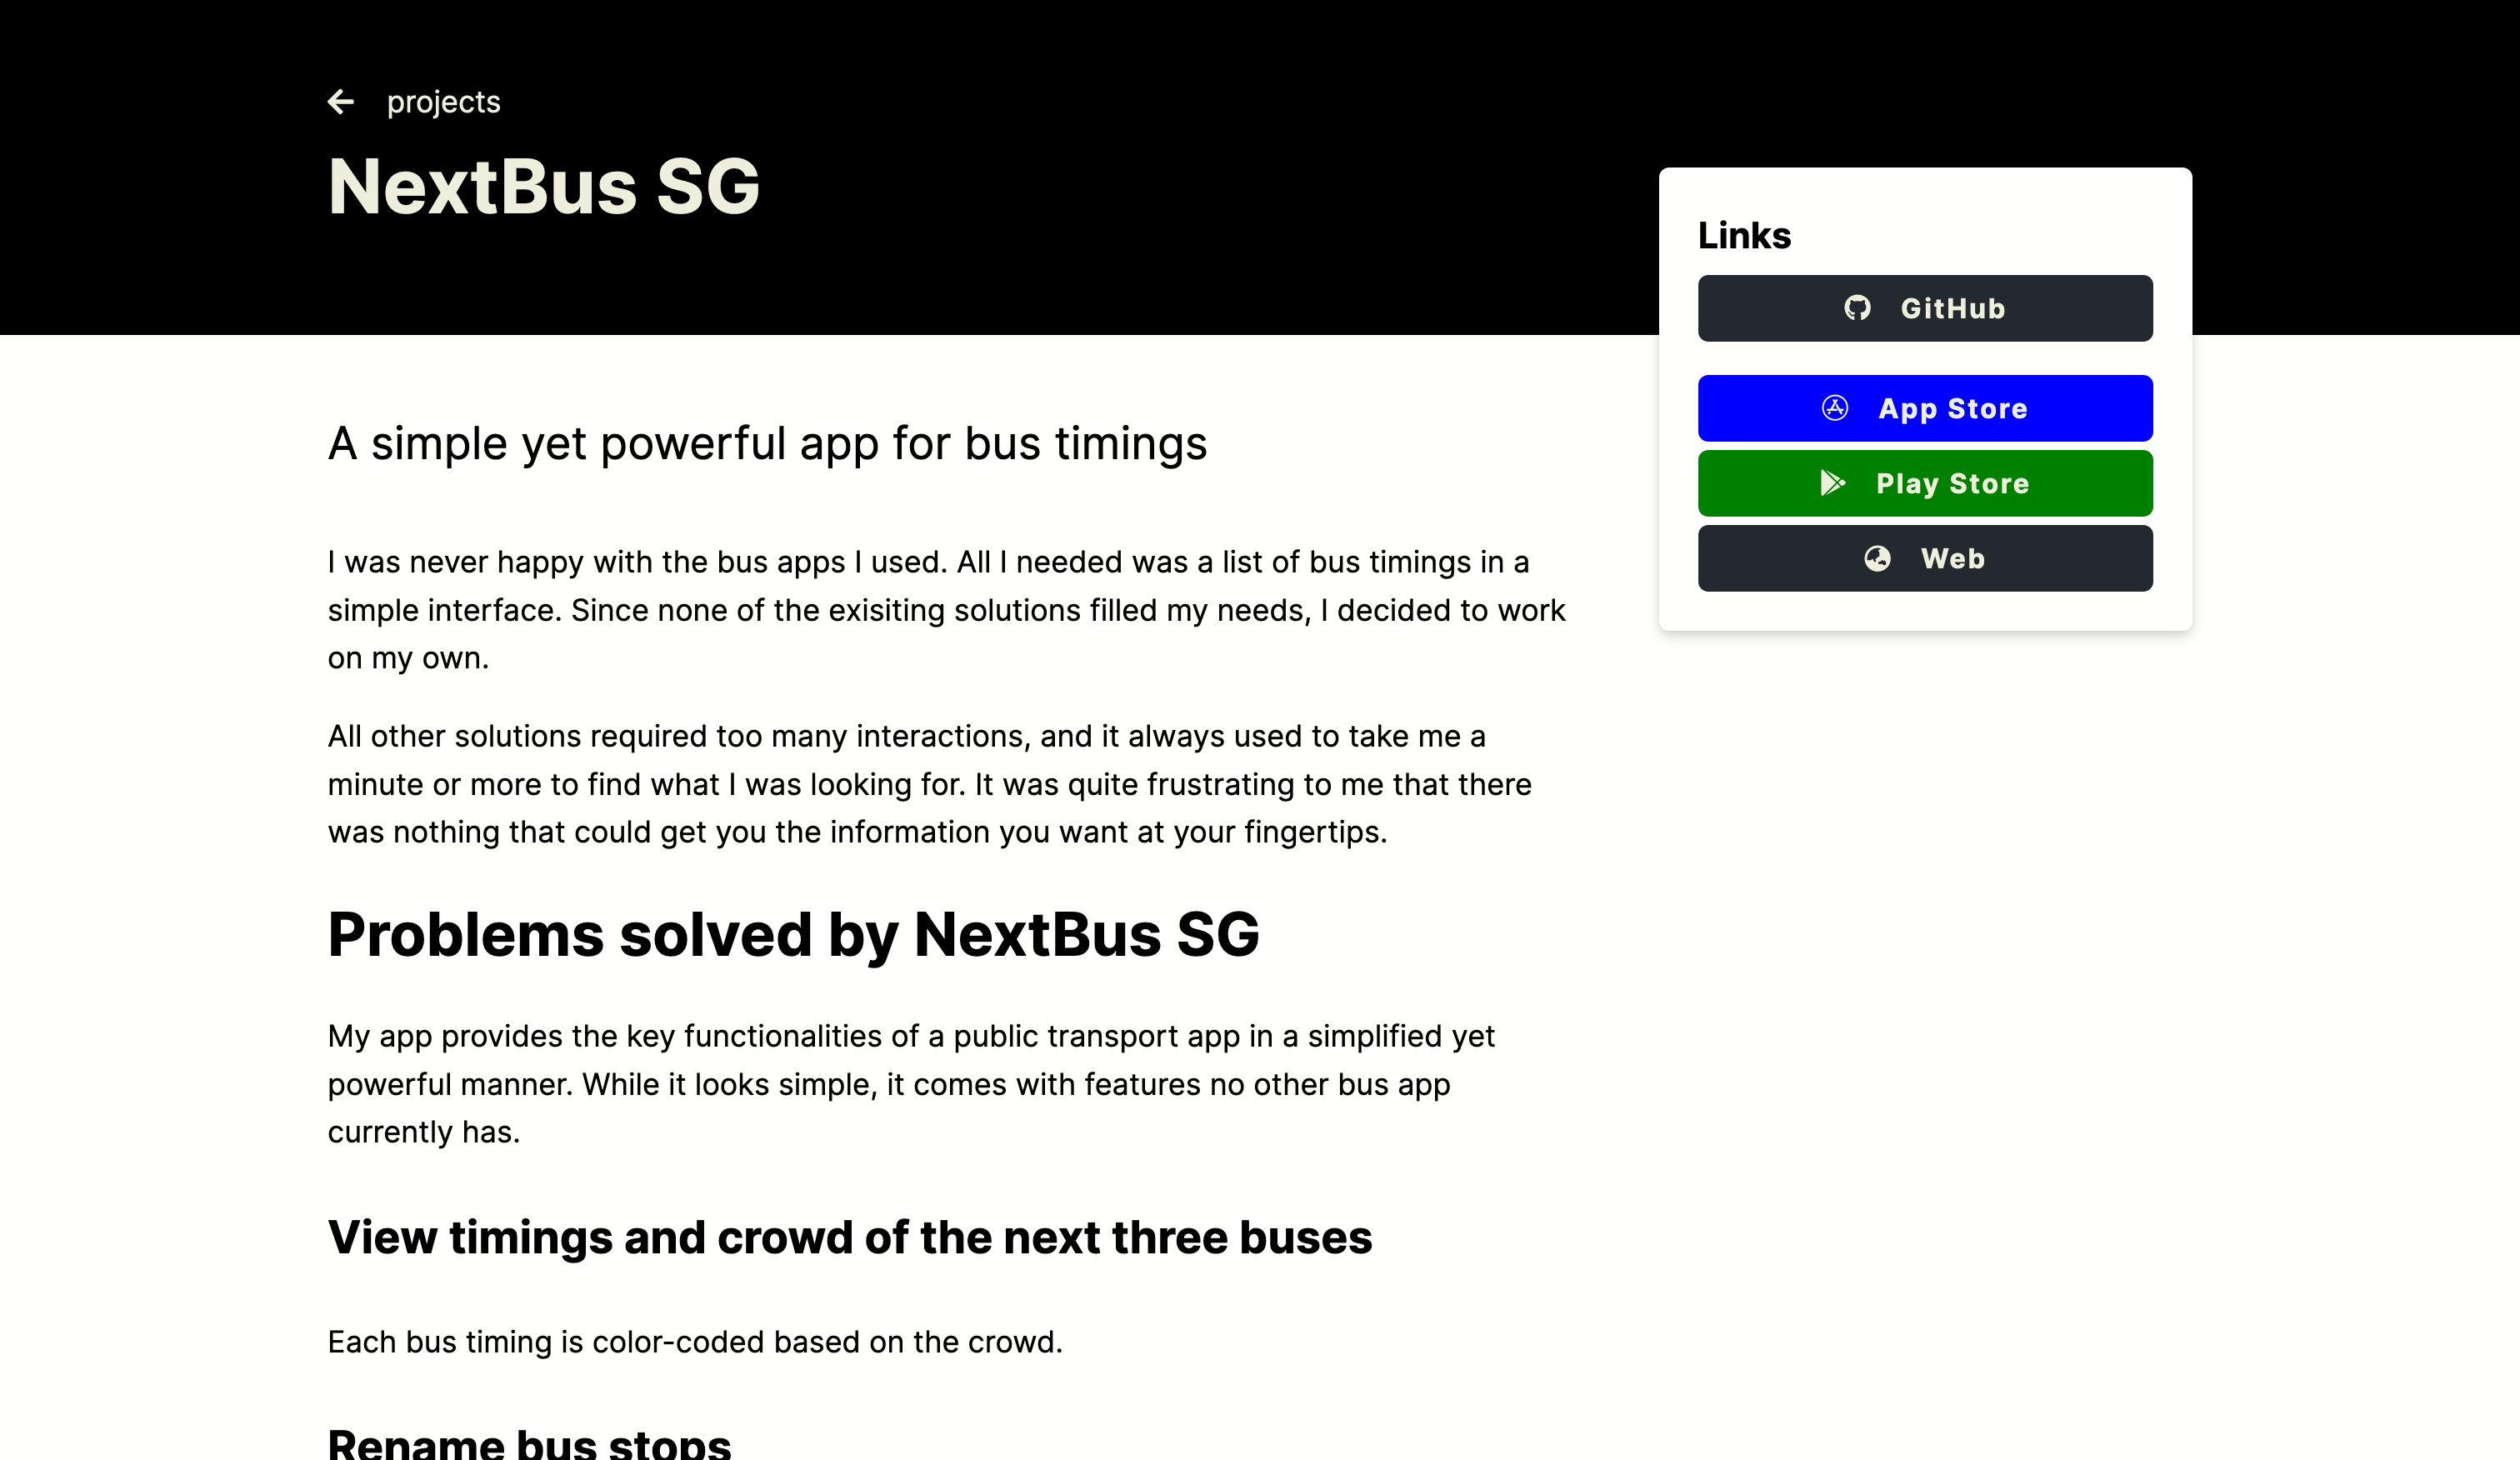 projects
NextBus SG
Links
GitHub
App Store
Play Store
Web
A simple yet powerful app for bus timings
I was never happy with the bus apps I used. All I needed was a list of bus timings in a
simple interface. Since none of the exisiting solutions filled my needs, I decided to work
on my own.
All other solutions required too many interactions, and it always used to take me a
minute or more to find what I was looking for. It was quite frustrating to me that there
was nothing that could get you the information you want at your fingertips.
Problems solved by NextBus SG
My app provides the key functionalities of a public transport app in a simplified yet
powerful manner. While it looks simple, it comes with features no other bus app
currently has.
View timings and crowd of the next three buses
Each bus timing is color-coded based on the crowd.
Rename bus stops